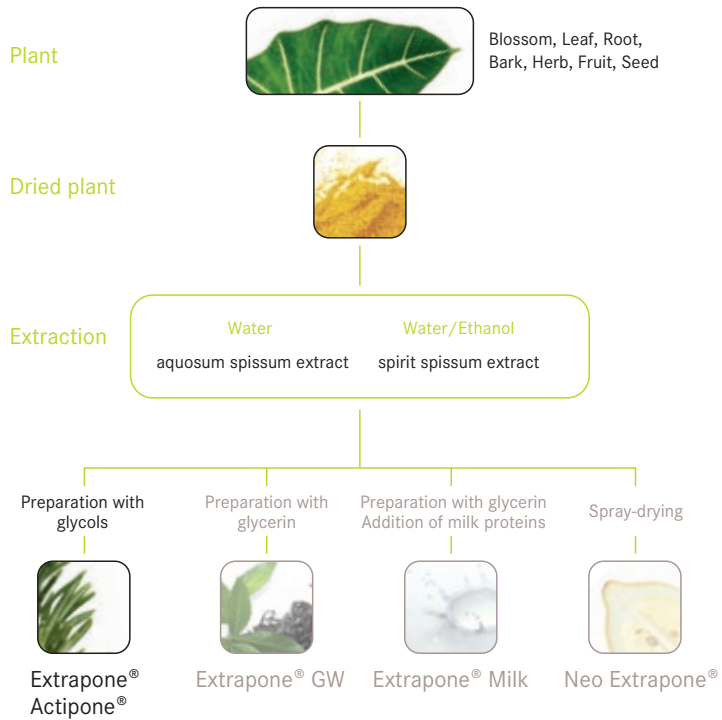 Plant
Blossom, Leaf, Root,
Bark, Herb, Fruit, Seed
Dried plant
Extraction
Water
Water/Ethanol
aquosum spissum extract
spirit spissum extract
Preparation with
glycols
Preparation with
glycerin
Preparation with glycerin
Addition of milk proteins
Spray-drying
Extrapone®
Actipone®
Extrapone® GW
Extrapone® Milk
Neo Extrapone®